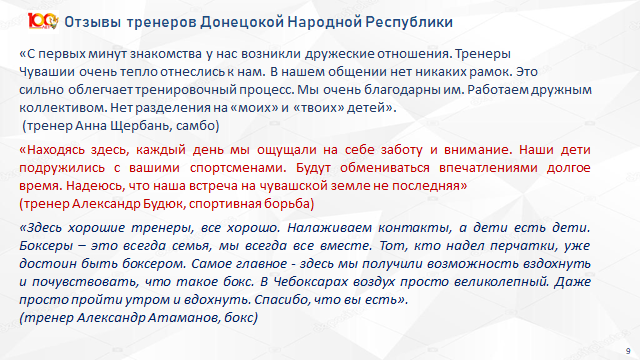 100 Отзывы тренеров Донецокой Народной Республики
«С первых минут знакомства у нас возникли дружеские отношения. Тренеры
Чувашии очень тепло отнеслись к нам. В нашем общении нет никаких рамок. Это
сильно облегчает тренировочный процесс. Мы очень благодарны им. Работаем дружным
коллективом. Нет разделения на «моих» и «твоих» детей».
(тренер Анна Щербань, самбо)
«Находясь здесь, каждый день мы ощущали на себе заботу и внимание. Наши дети
подружились с вашими спортсменами. Будут обмениваться впечатлениями долгое
время. Надеюсь, что наша встреча на чувашской земле не последняя»
(тренер Александр Будюк, спортивная борьба)
«Здесь хорошие тренеры, все хорошо. Налаживаем контакты, а дети есть дети.
Боксеры – это всегда семья, мы всегда все вместе. Тот, кто надел перчатки, уже
достоин быть боксером. Самое главное - здесь мы получили возможность вздохнуть
и почувствовать, что такое бокс. В Чебоксарах воздух просто великолепный. Даже
просто пройти утром и вдохнуть. Спасибо, что вы есть».
(тренер Александр Атаманов, бокс)
9